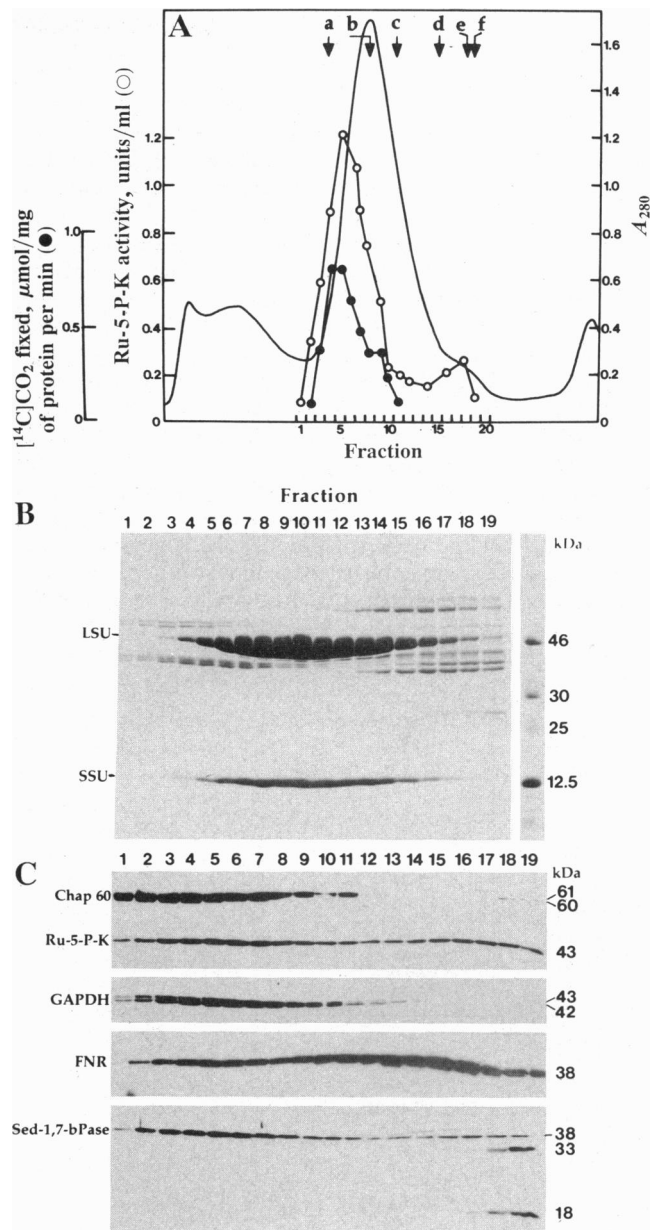 A
a b c d e f
[14C]CO2 fixed, μmol/mg
of protein per min (●)
1.0
0.5
0
Ru-5-P-K activity, units/ml (○)
1.2
1.0
0.8
0.6
0.4
0.2
0
1.6
1.4
1.2
1.0
0.8
0.6
0.4
0.2
0
A280
1 5 10 15 20
Fraction
B
Fraction
1 2 3 4 5 6 7 8 9 10 11 12 13 14 15 16 17 18 19
kDa
LSU
46
30
25
SSU
12.5
1 2 3 4 5 6 7 8 9 10 11 12 13 14 15 16 17 18 19
C
kDa
Chap 60
61
60
Ru-5-P-K
43
GAPDH
43
42
FNR
38
Sed-1,7-bPase
38
33
18